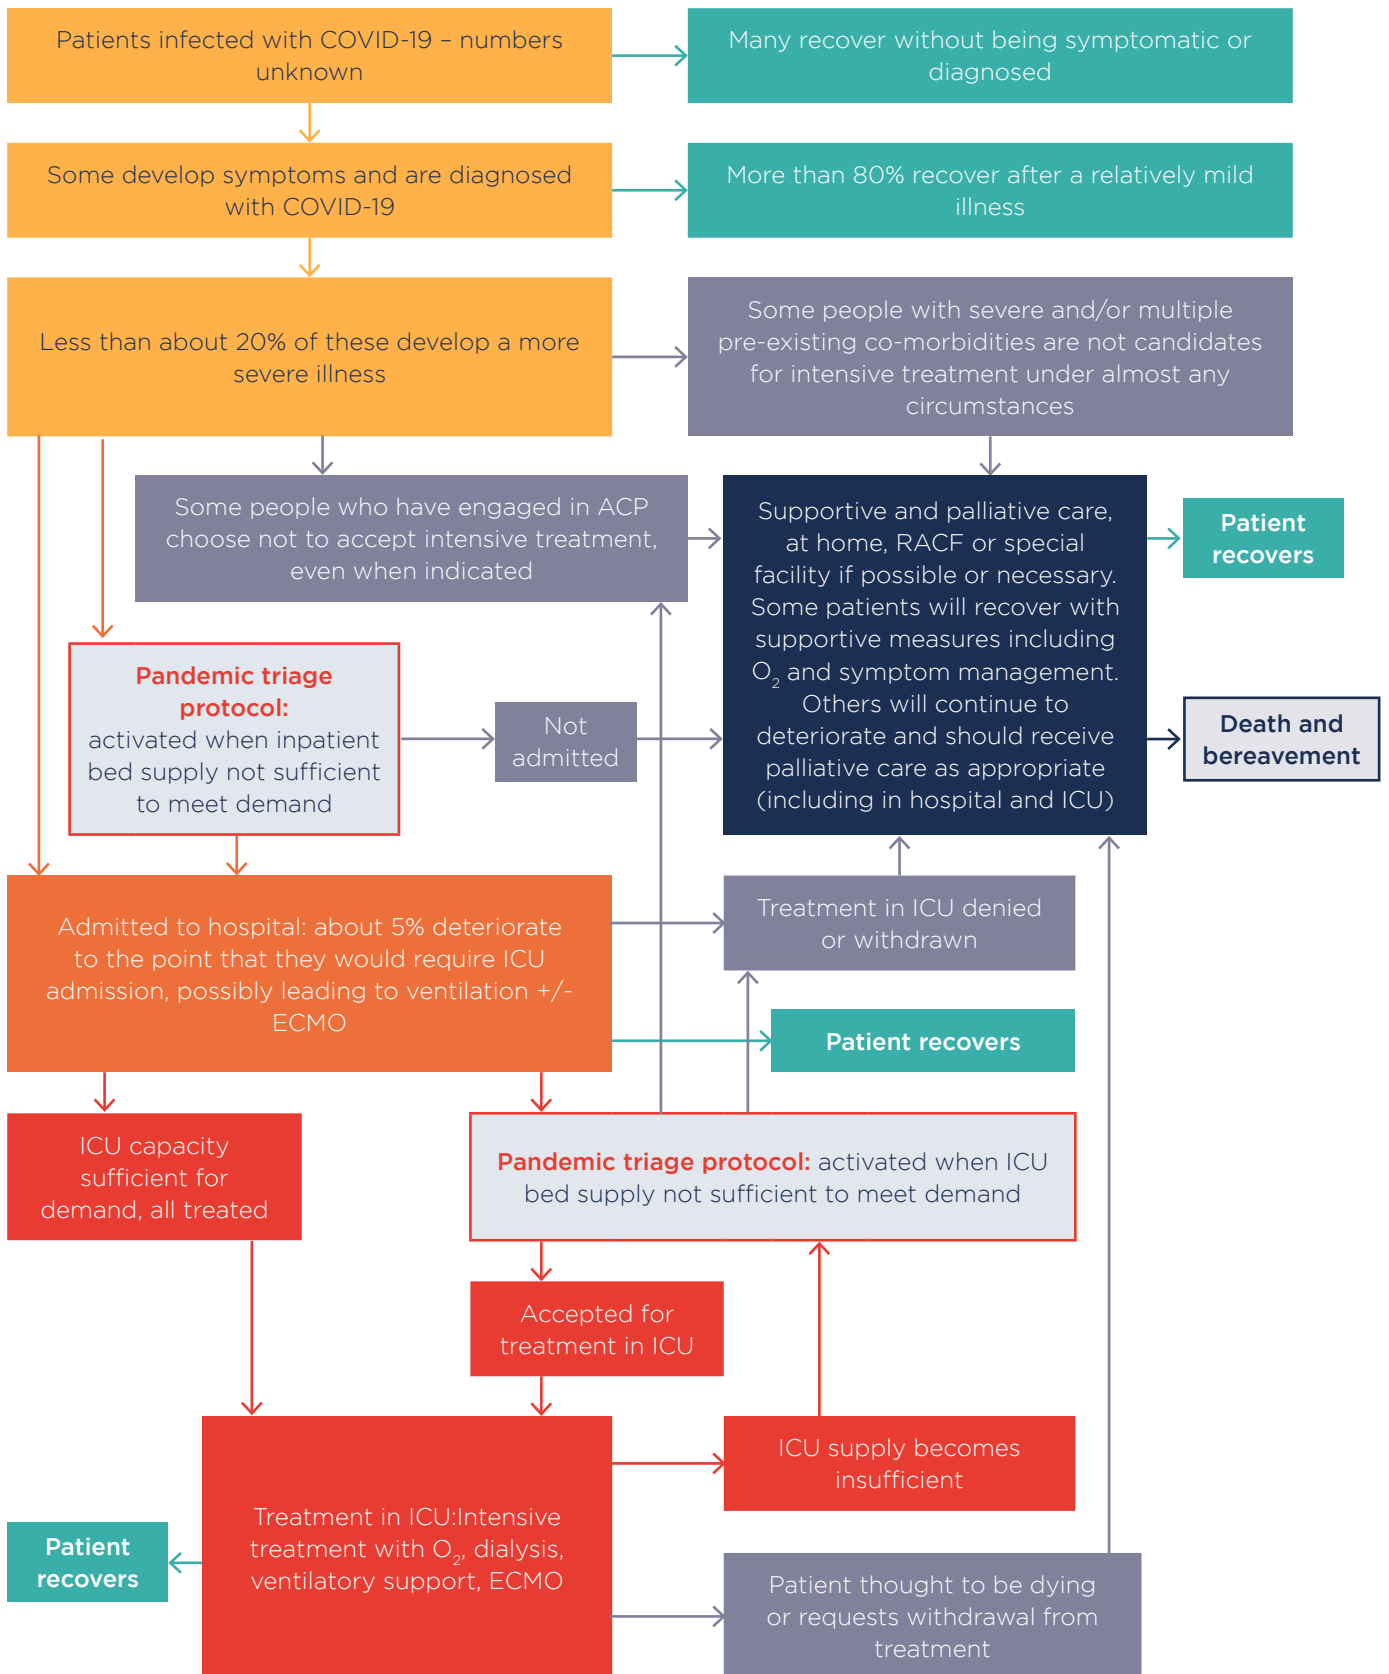 Patients infected with COVID-19 – numbers
unknown
Many recover without being symptomatic or
diagnosed
Some develop symptoms and are diagnosed
with COVID-19
More than 80% recover after a relatively mild
illness
Less than about 20% of these develop a more
severe illness
Some people with severe and/or multiple
pre-existing co-morbidities are not candidates
for intensive treatment under almost any
circumstances
Some people who have engaged in ACP
choose not to accept intensive treatment,
even when indicated
Supportive and palliative care,
at home, RACF or special
facility if possible or necessary.
Some patients will recover with
supportive measures including
O₂ and symptom management.
Others will continue to
deteriorate and should receive
palliative care as appropriate
(including in hospital and ICU)
Patient
recovers
Pandemic triage
protocol:
activated when inpatient
bed supply not sufficient
to meet demand
Not
admitted
Death and
bereavement
Admitted to hospital: about 5% deteriorate
to the point that they would require ICU
admission, possibly leading to ventilation +/-
ECMO
Treatment in ICU denied
or withdrawn
Patient recovers
ICU capacity
sufficient for
demand, all treated
Pandemic triage protocol: activated when ICU
bed supply not sufficient to meet demand
Accepted for
treatment in ICU
ICU supply becomes
insufficient
Treatment in ICU:Intensive
treatment with O₂, dialysis,
ventilatory support, ECMO
Patient
recovers
Patient thought to be dying
or requests withdrawal from
treatment